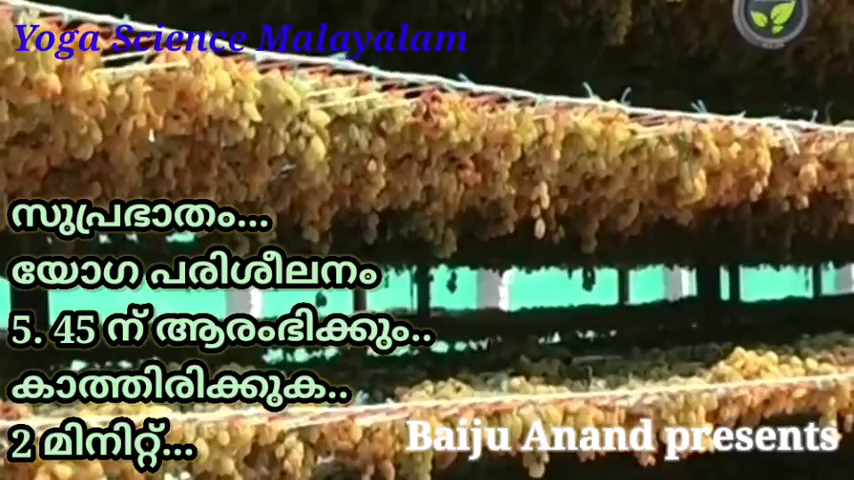 Yoga Science Malayalam
സുപ്രഭാതം...
യോഗ പരിശീലനം
5. 45 ന് ആരംഭിക്കും..
കാത്തിരിക്കുക..
2 മിനിറ്റ്...
Baiju Anand presents